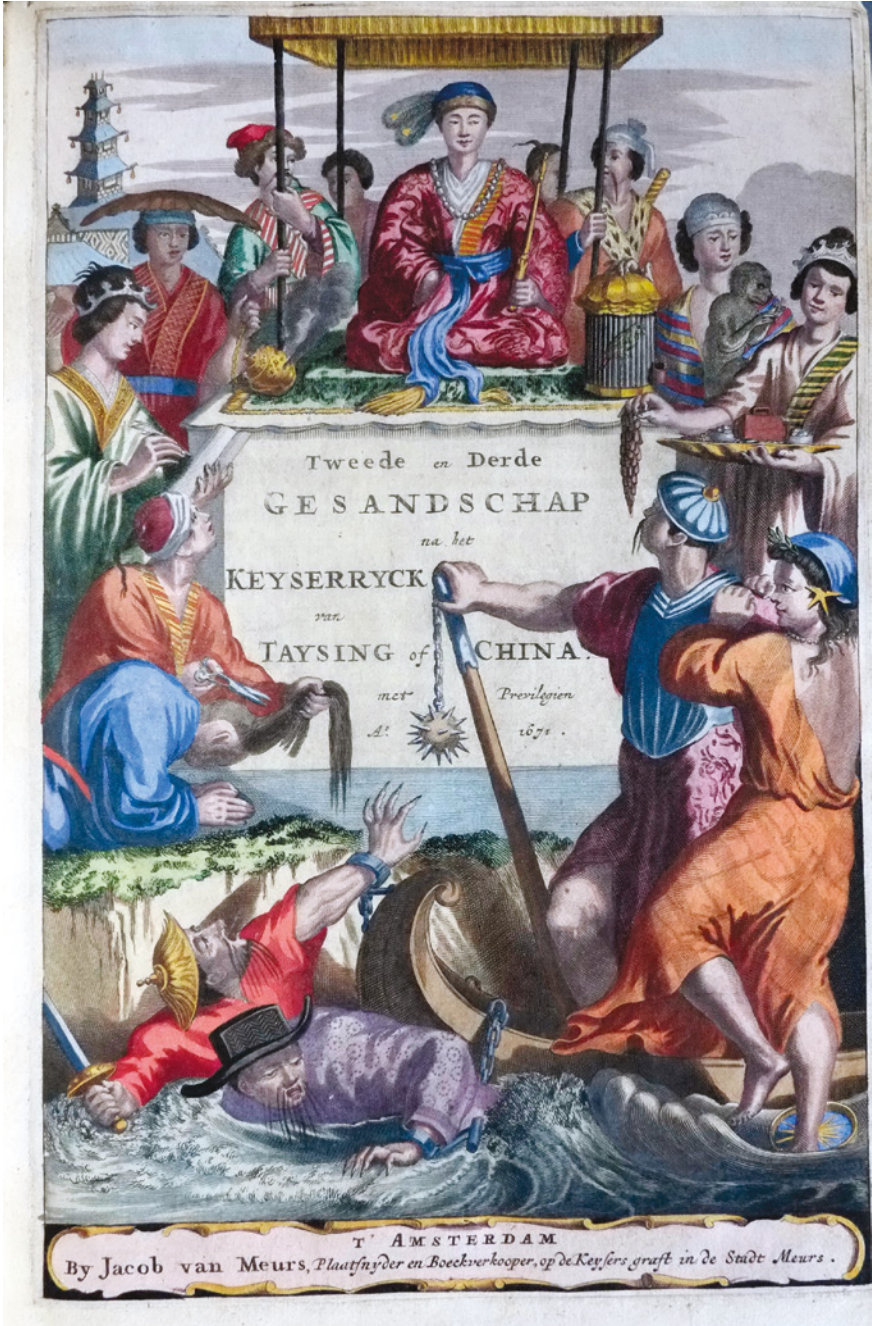 Tweede en Derde
GESANDSCHAP
na het
KEYSERRYCK
van
TAYSING of CHINA.
met Previlegien
Aº. 1671.
T' AMSTERDAM
By Jacob van Meurs, Plaatsnyder en Boeckverkooper, op de Keysers graft in de Stadt Meurs.